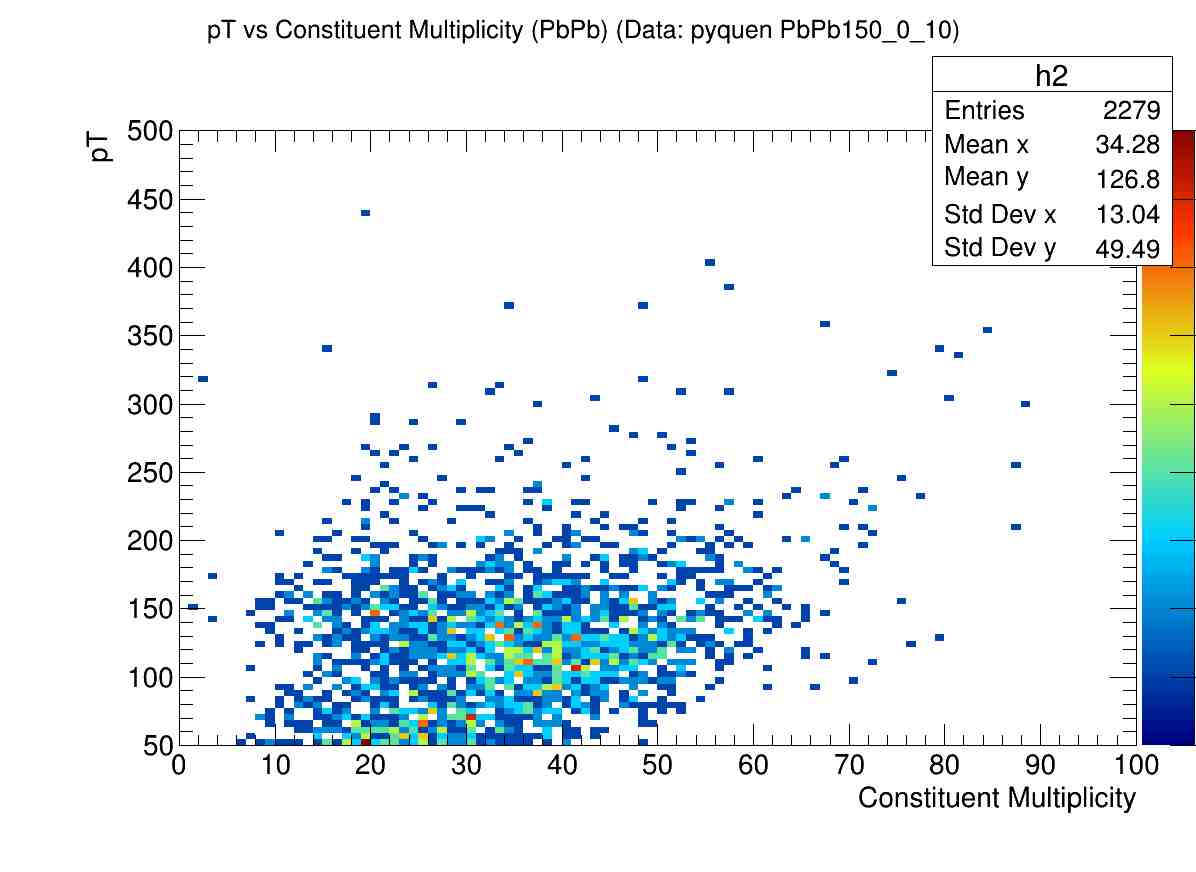 pT vs Constituent Multiplicity (PbPb) (Data: pyquen PbPb150_0_10)
h2
Entries 2279
Mean x 34.28
Mean y 126.8
Std Dev x 13.04
Std Dev y 49.49
pT
500
450
400
350
300
250
200
150
100
50
0 10 20 30 40 50 60 70 80 90 100
Constituent Multiplicity